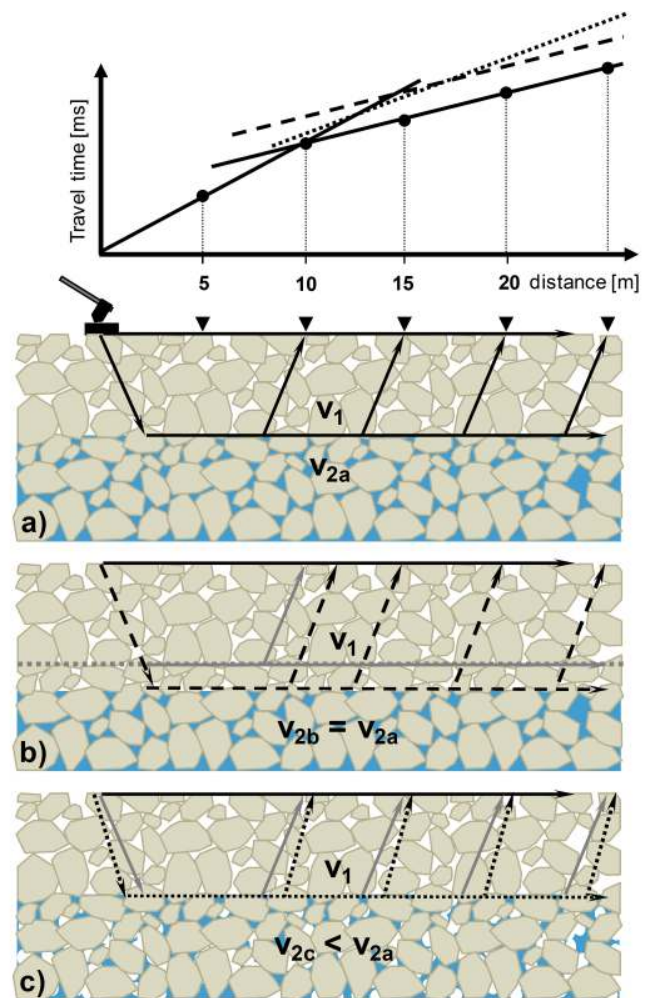 Travel time [ms]
5 10 15 20 distance [m]
v1
v2a
a)
v1
v2b = v2a
b)
v1
v2c < v2a
c)